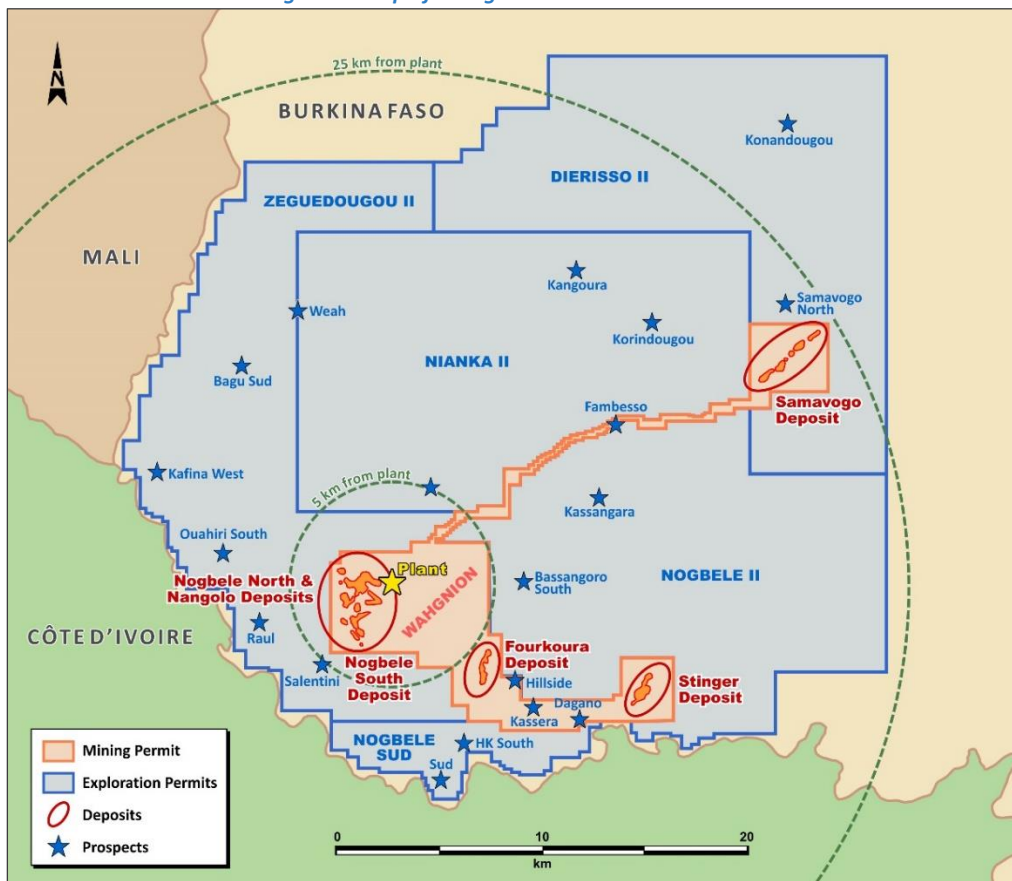 25 km from plant
BURKINA FASO
Konandougou
DIERISSO II
ZEGUEDOUGOU II
MALI
Kangoura
Samavogo
North
Weah
Korindougou
NIANKA II
Bagu Sud
Samavogo
Deposit
Fambesso
Kafina West
5 km from plant
Kassangara
Ouahiri South
Plant
Nogbele North &
Nangolo Deposits
WAHGNION
Bassangoro
South
NOGBELE II
CÔTE D'IVOIRE
Raul
Salentini
Nogbele
South
Deposit
Fourkoura
Deposit
Hillside
Stinger
Deposit
Kassera
Dagano
NOGBELE
SUD
HK South
Sud
N
Mining Permit
Exploration Permits
Deposits
Prospects
0
10
20
km